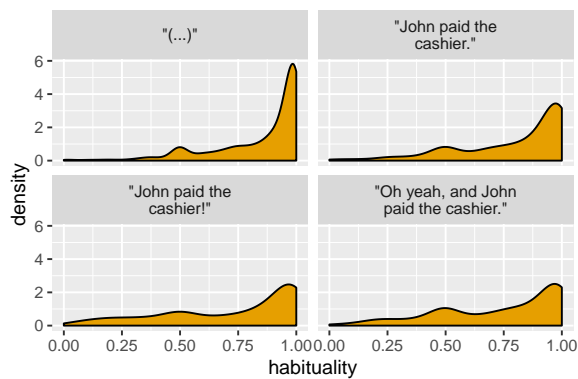 "(...)"
"John paid the
cashier."
6
4
2
0
"John paid the
cashier!"
"Oh yeah, and John
paid the cashier."
6
4
2
0
density
0.00
0.25
0.50
0.75
1.00
0.00
0.25
0.50
0.75
1.00
habituality